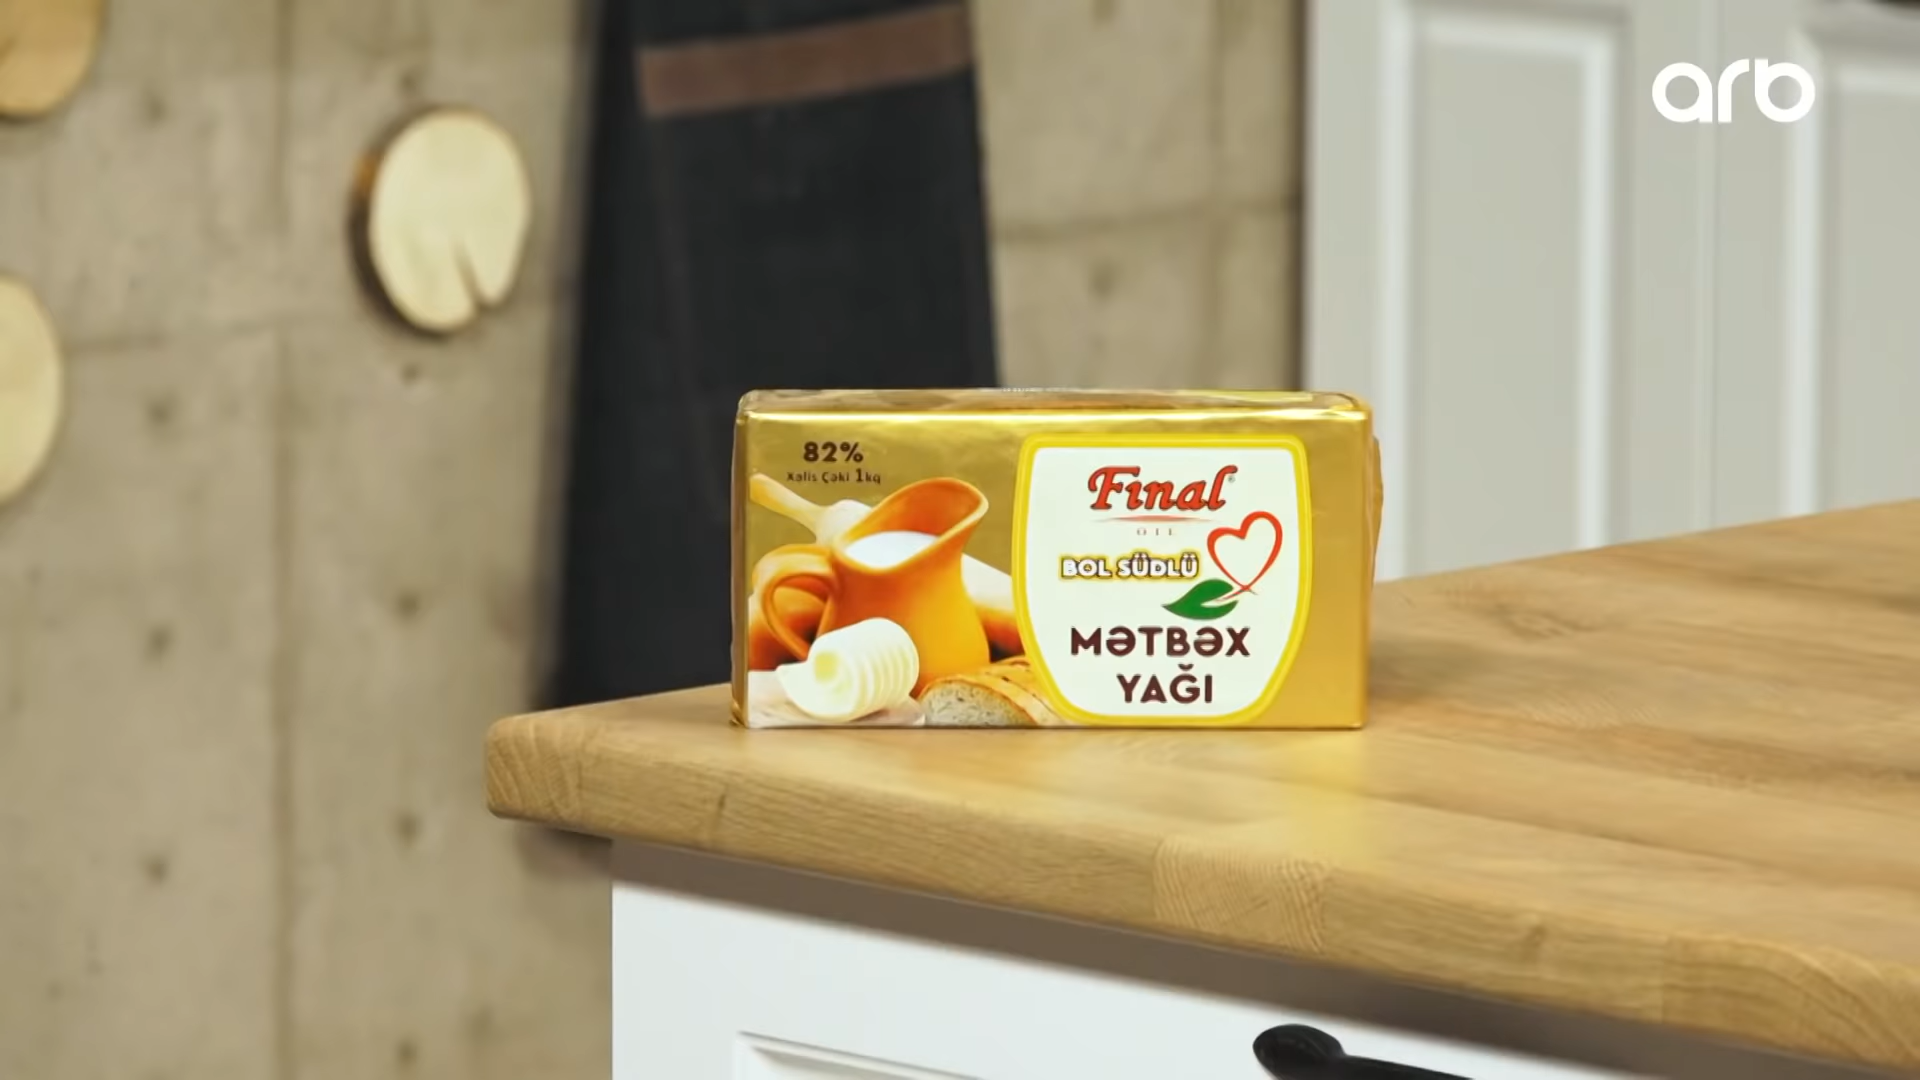 arb
82%
Xalis Çəki 1kq
Final
OIL
BOL SÜDLÜ
MƏTBƏX
YAĞI